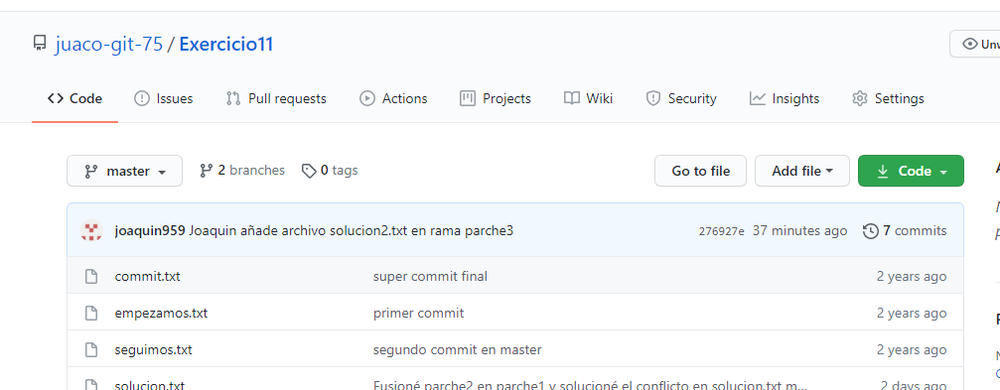 juaco-git-75 / Exercicio11
Code Issues Pull requests Actions Projects Wiki Security Insights Settings
master 2 branches 0 tags Go to file Add file Code
joaquin959 Joaquin añade archivo solucion2.txt en rama parche3 276927e 37 minutes ago 7 commits
commit.txt super commit final 2 years ago
empezamos.txt primer commit 2 years ago
seguimos.txt segundo commit en master 2 years ago
solucion.txt Fusioné parche2 en parche1 y solucioné el conflicto en solucion.txt m... 2 days ago